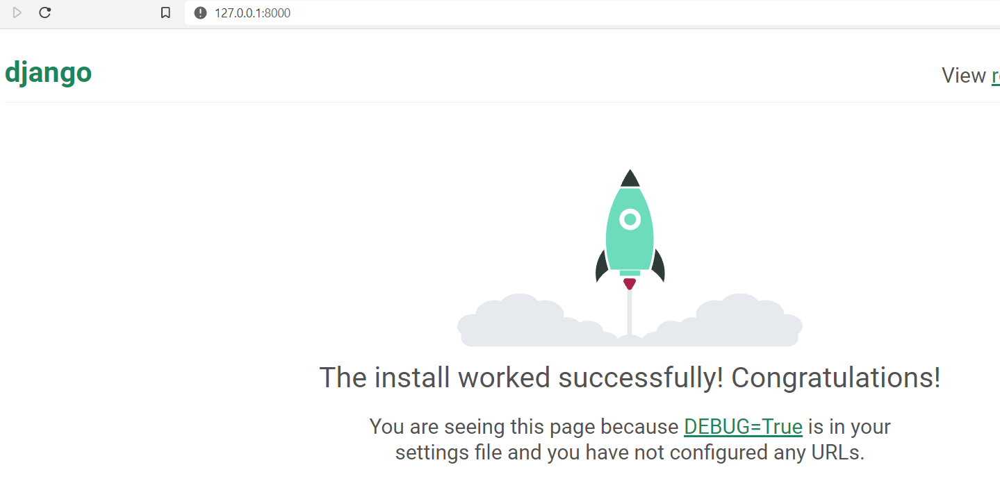 127.0.0.1:8000
django
View
The install worked successfully! Congratulations!
You are seeing this page because DEBUG=True is in your
settings file and you have not configured any URLs.